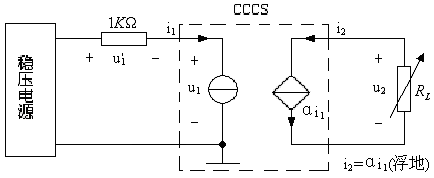 CCCS
1KΩ
i1
i2
+ u1' −
稳压电源
+
u1
−
αi1
+
u2
−
RL
i2=αi1(浮地)